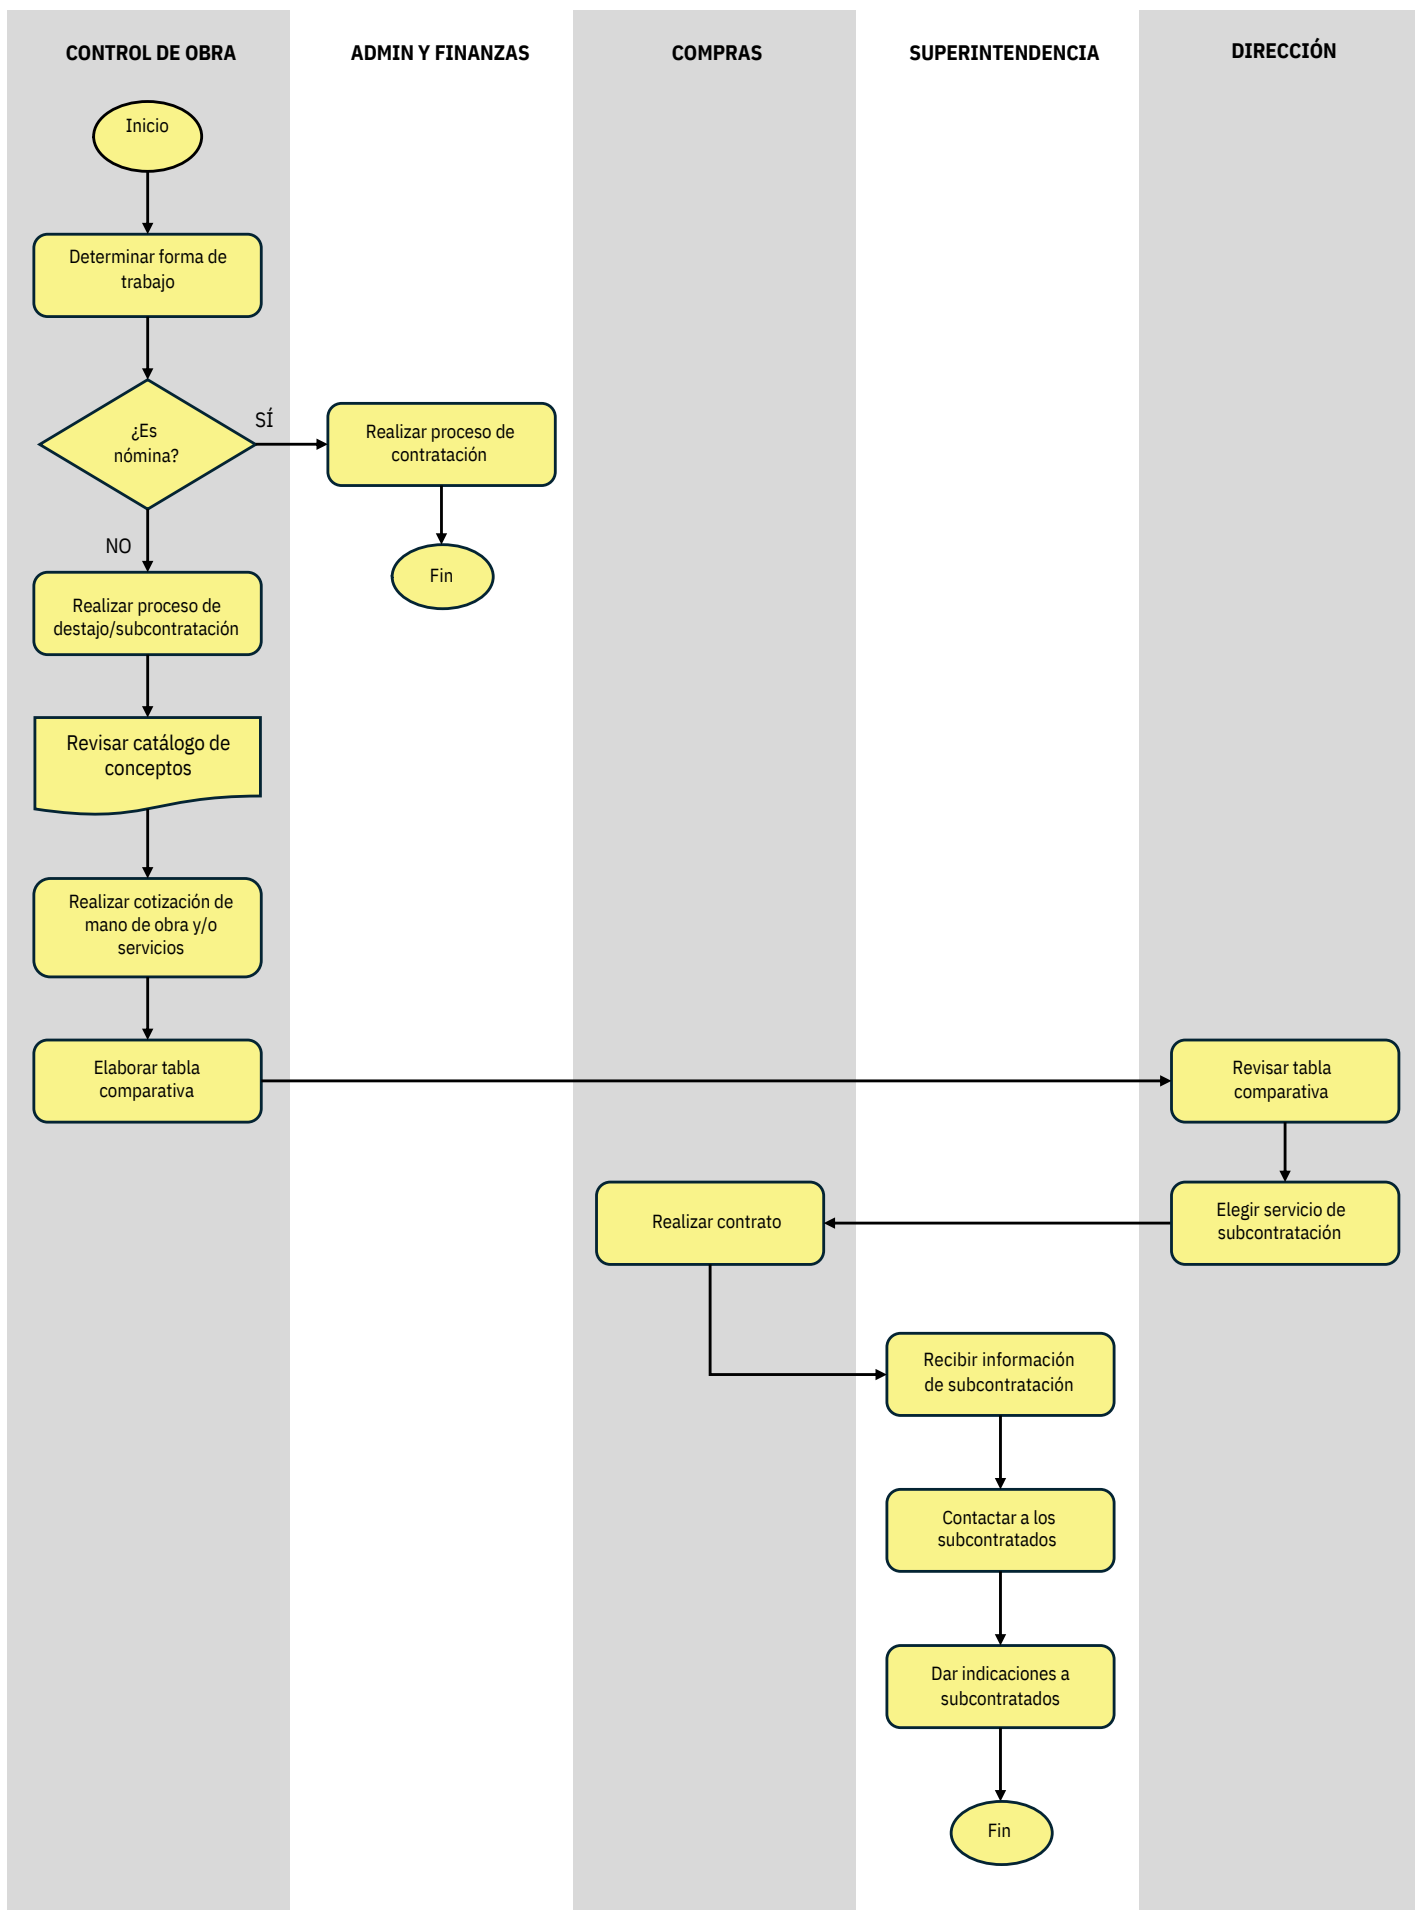 CONTROL DE OBRA
ADMIN Y FINANZAS
COMPRAS
SUPERINTENDENCIA
DIRECCIÓN
Inicio
Determinar forma de
trabajo
¿Es
nómina?
SÍ
Realizar proceso de
contratación
Fin
NO
Realizar proceso de
destajo/subcontratación
Revisar catálogo de
conceptos
Realizar cotización de
mano de obra y/o
servicios
Elaborar tabla
comparativa
Revisar tabla
comparativa
Elegir servicio de
subcontratación
Realizar contrato
Recibir información
de subcontratación
Contactar a los
subcontratados
Dar indicaciones a
subcontratados
Fin